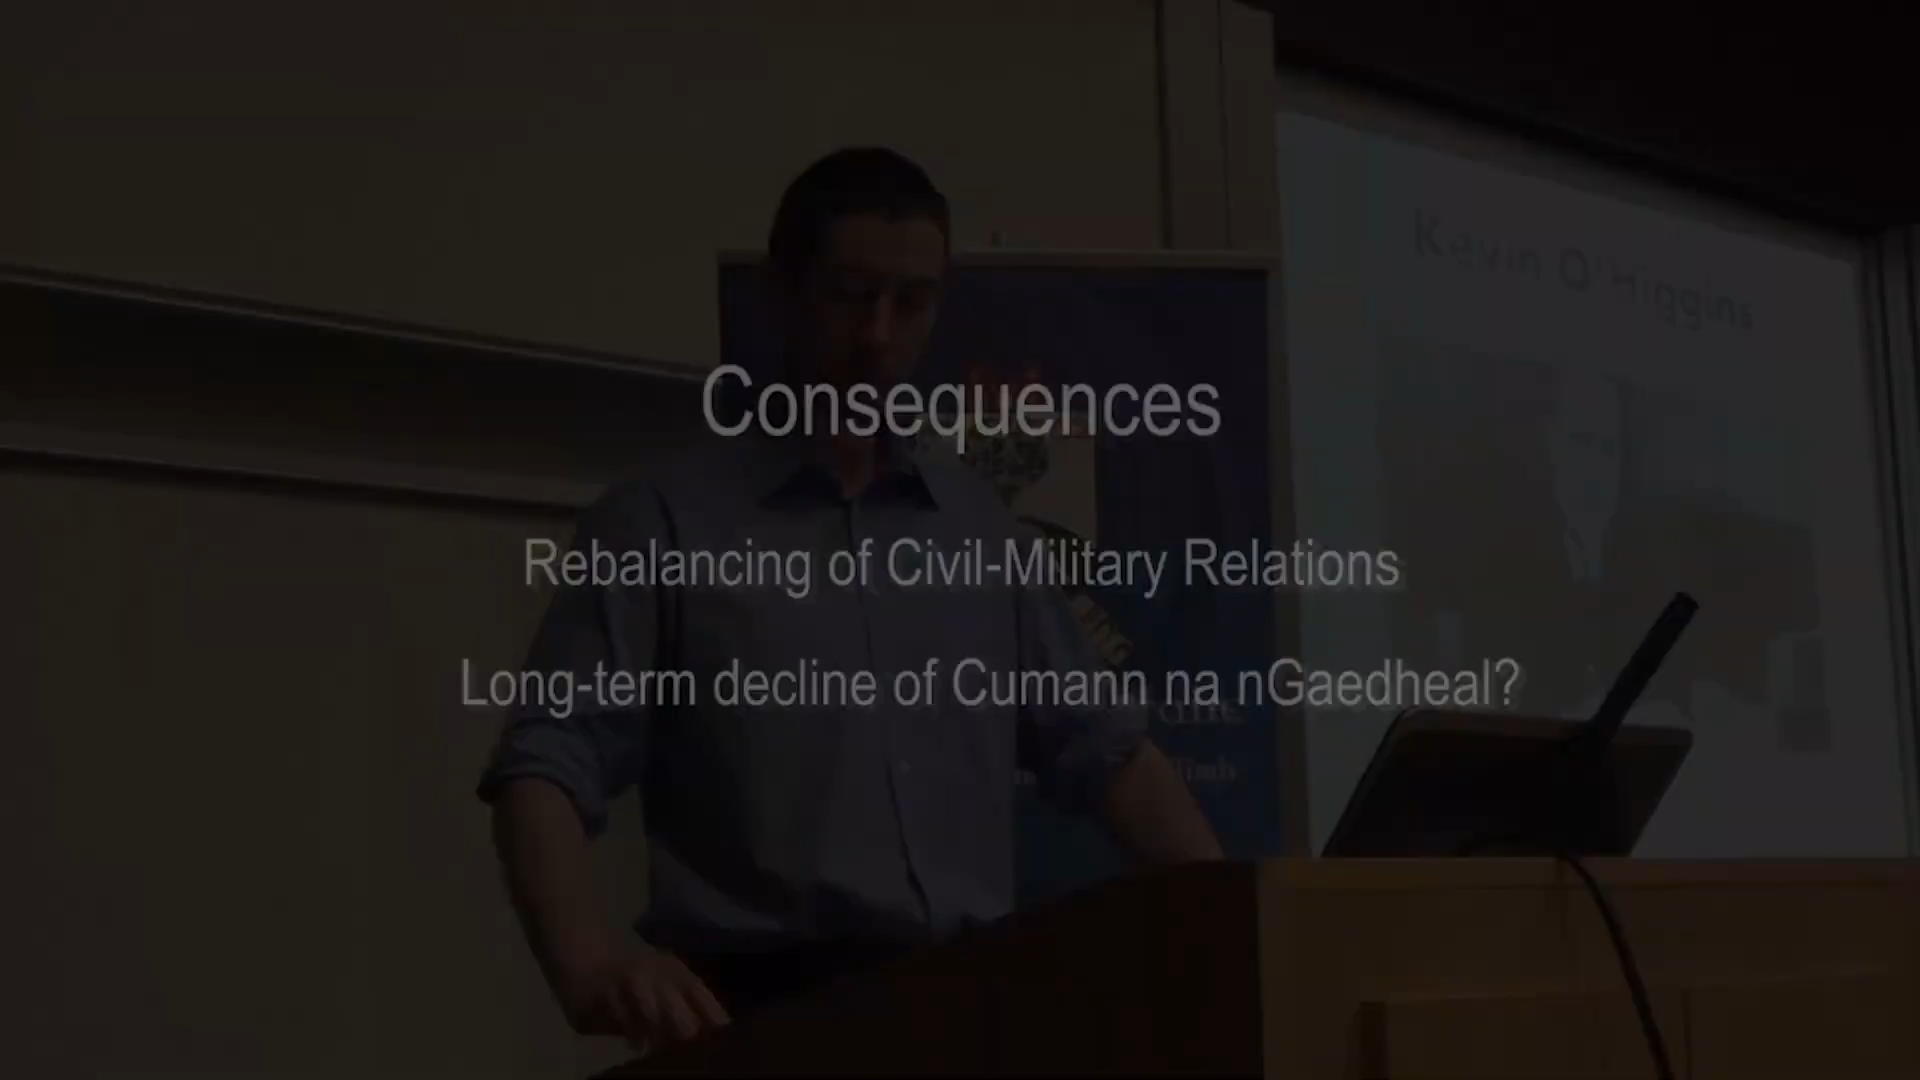 Kevin O'Higgins
Consequences
Rebalancing of Civil-Military Relations
Long-term decline of Cumann na nGaedheal?